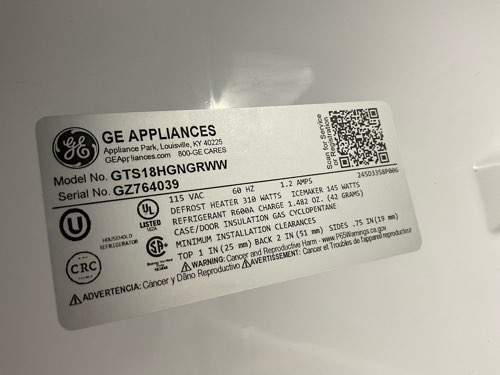 GE APPLIANCES
Appliance Park, Louisville, KY 40225
GEAppliances.com 800-GE CARES
Scan for Service
or Registration
Model No. GTS18HGNGRWW
Serial No. GZ764039
245D3358P006
115 VAC 60 HZ 1.2 AMPS
DEFROST HEATER 310 WATTS ICEMAKER 145 WATTS
REFRIGERANT R600A CHARGE 1.482 OZ. (42 GRAMS)
CASE/DOOR INSULATION GAS CYCLOPENTANE
MINIMUM INSTALLATION CLEARANCES
TOP 1 IN(25 mm) BACK 2 IN (51 mm) SIDES .75 IN(19 mm)
U
HOUSEHOLD
REFRIGERATOR
UL
LISTED
CRC
WARNING: Cancer and Reproductive Harm - www.P65Warnings.ca.gov
ADVERTENCIA: Cáncer y Daño Reproductivo AVERTISSEMENT: Cancer et Troubles de l'appareil reproducteur